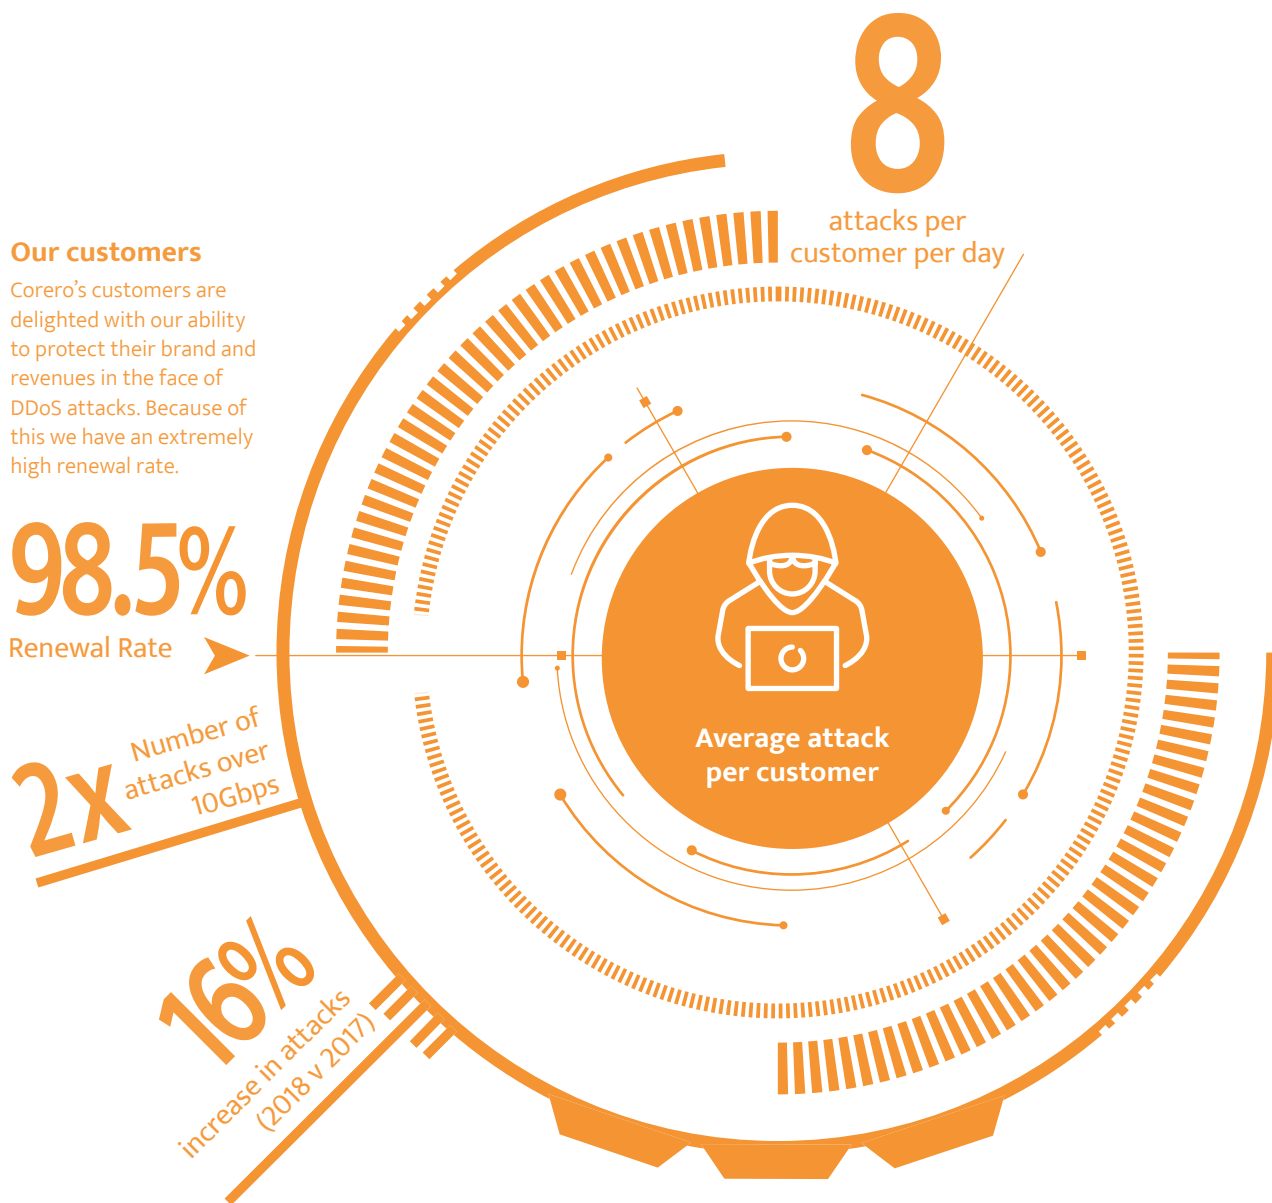 8
attacks per
customer per day
Our customers
Corero’s customers are
delighted with our ability
to protect their brand and
revenues in the face of
DDoS attacks. Because of
this we have an extremely
high renewal rate.
98.5%
Renewal Rate
2x
Number of
attacks over
10Gbps
16%
increase in attacks
(2018 v 2017)
Average attack
per customer